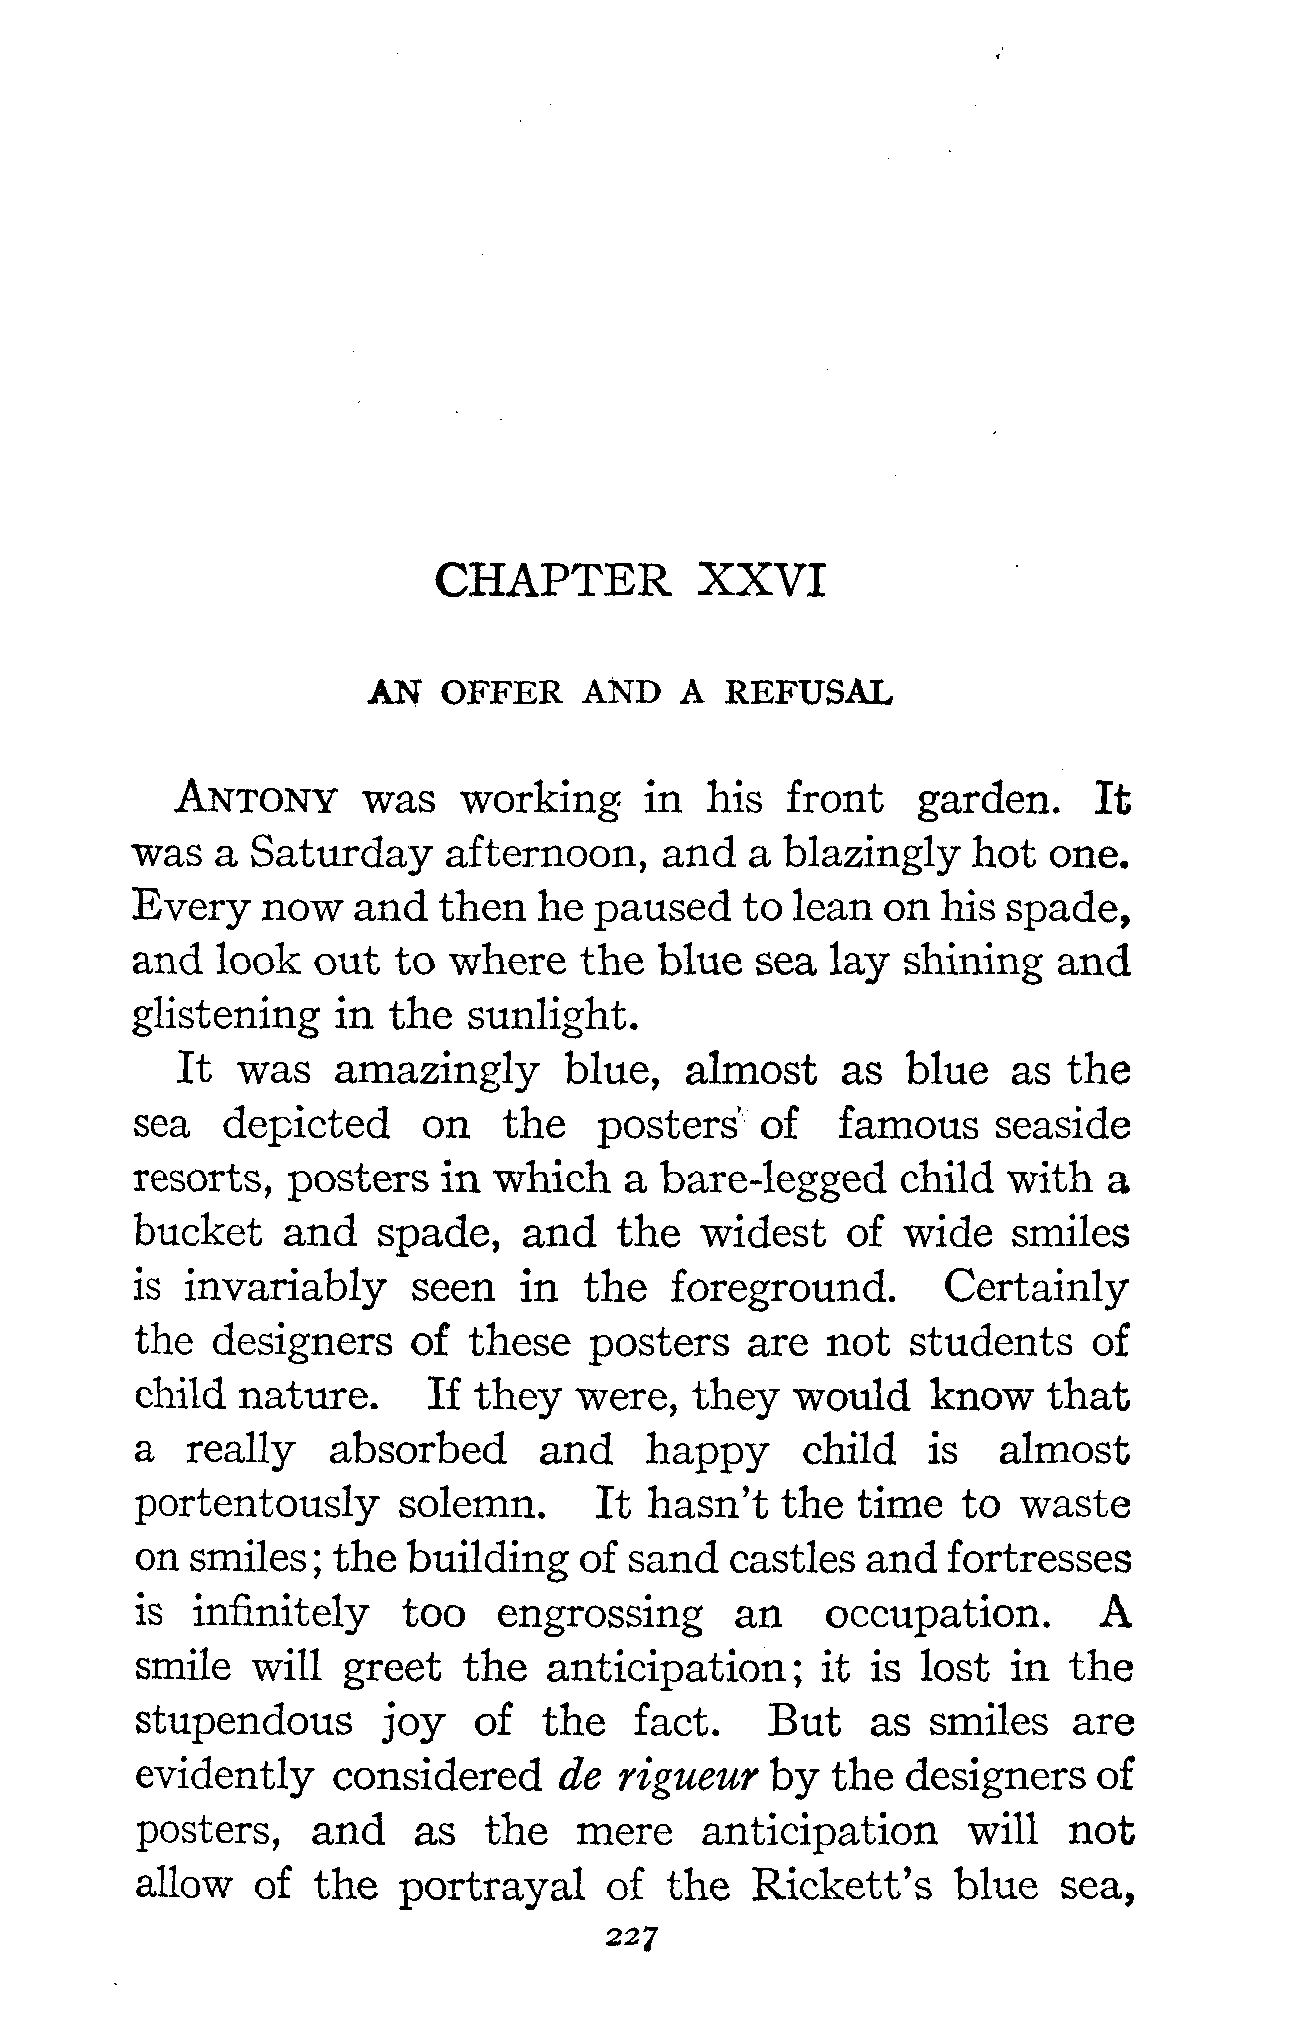 CHAPTER XXVI
AN OFFER AND A REFUSAL
ANTONY was working in his front garden. It
was a Saturday afternoon, and a blazingly hot one.
Every now and then he paused to lean on his spade,
and look out to where the blue sea lay shining and
glistening in the sunlight.
It was amazingly blue, almost as blue as the
sea depicted on the posters of famous seaside
resorts, posters in which a bare-legged child with a
bucket and spade, and the widest of wide smiles
is invariably seen in the foreground. Certainly
the designers of these posters are not students of
child nature. If they were, they would know that
a really absorbed and happy child is almost
portentously solemn. It hasn't the time to waste
on smiles; the building of sand castles and fortresses
is infinitely too engrossing an occupation. A
smile will greet the anticipation; it is lost in the
stupendous joy of the fact. But as smiles are
evidently considered de rigueur by the designers of
posters, and as the mere anticipation will not
allow of the portrayal of the Rickett's blue sea,
227